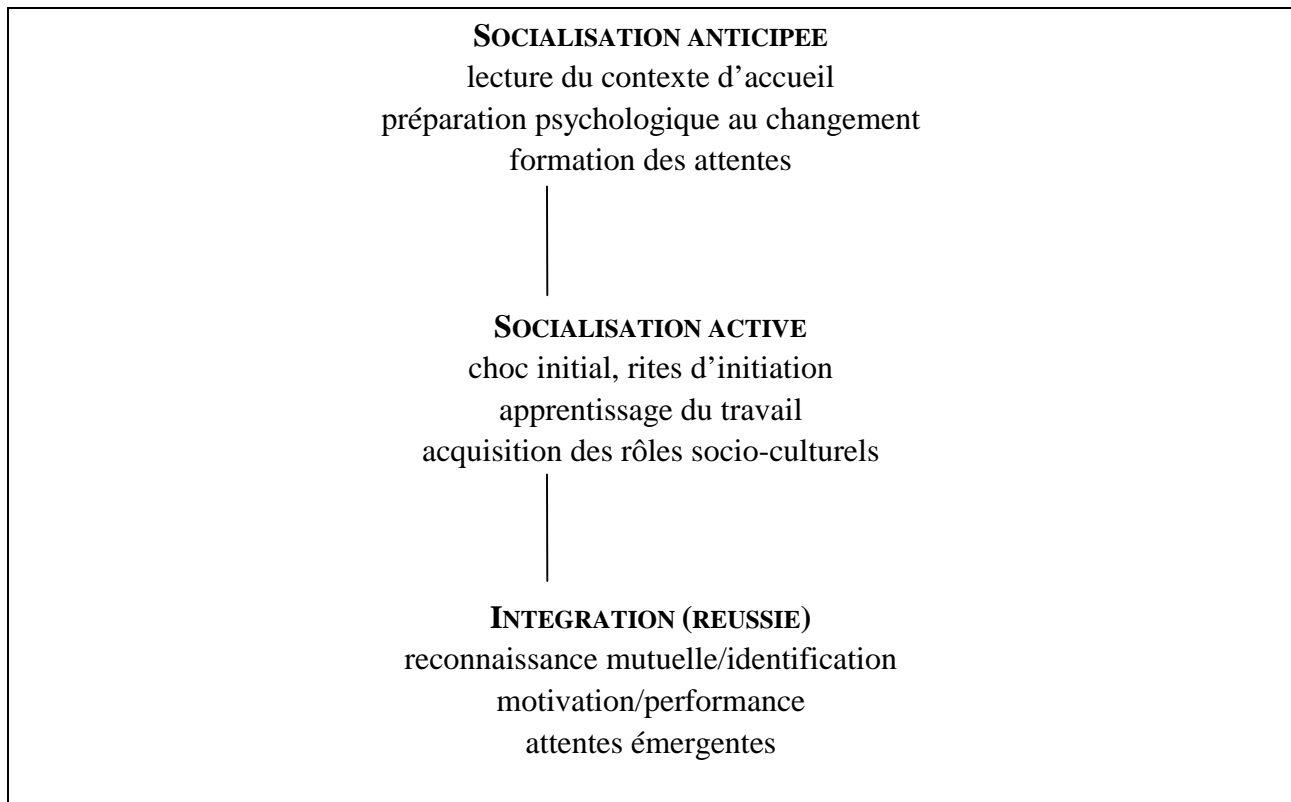 SOCIALISATION ANTICIPEE
lecture du contexte d’accueil
préparation psychologique au changement
formation des attentes
SOCIALISATION ACTIVE
choc initial, rites d’initiation
apprentissage du travail
acquisition des rôles socio-culturels
INTEGRATION (REUSSIE)
reconnaissance mutuelle/identification
motivation/performance
attentes émergentes